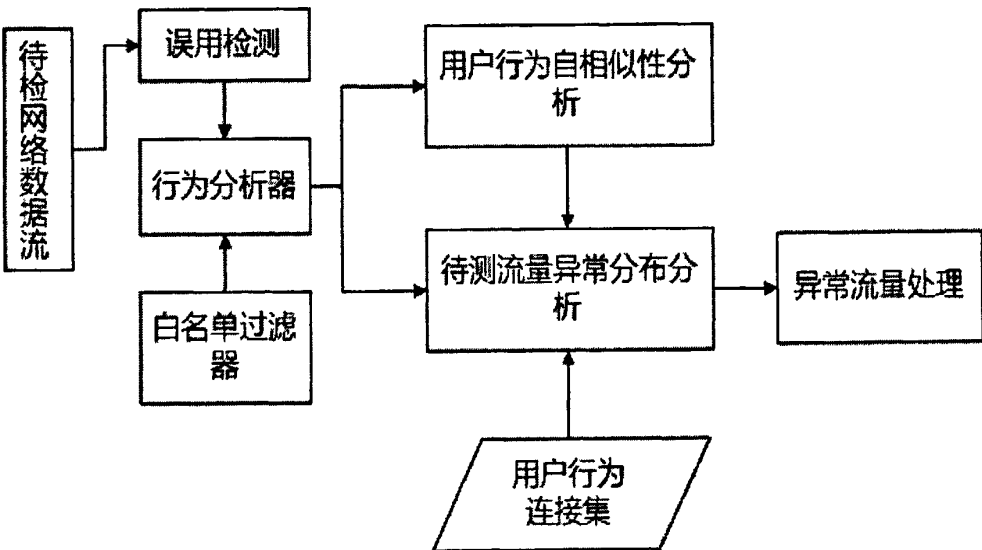 待检网络数据流
误用检测
行为分析器
白名单过滤
器
用户行为自相似性分
析
待测流量异常分布分
析
异常流量处理
用户行为
连接集